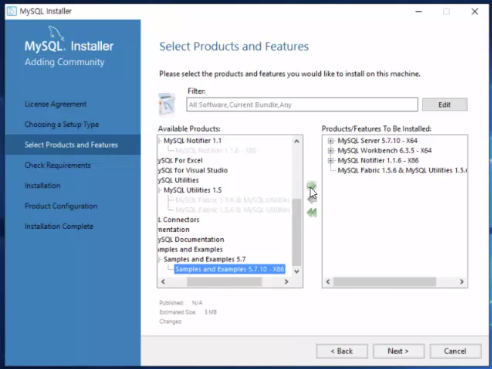 MySQL Installer
MySQL. Installer
Adding Community
License Agreement
Choosing a Setup Type
Select Products and Features
Check Requirements
Installation
Product Configuration
Installation Complete
Select Products and Features
Please select the products and features you would like to install on this machine.
Filter:
All Software,Current Bundle,Any
Edit
Available Products:
MySQL Notifier 1.1
MySQL Notifier 1.1.6 - X86
ySQL For Excel
ySQL for Visual Studio
ySQL Utilities
MySQL Utilities 1.5
MySQL Fabric 1.5.6 & MySQL Utilities
MySQL Fabric 1.5.6 & MySQL Utilities
L Connectors
mentation
ySQL Documentation
amples and Examples
Samples and Examples 5.7
Samples and Examples 5.7.10 - X86
Products/Features To Be Installed:
MySQL Server 5.7.10 - X64
MySQL Workbench 6.3.5 - X64
MySQL Notifier 1.1.6 - X86
MySQL Fabric 1.5.6 & MySQL Utilities 1.5.
Published: N/A
Estimated Size: 3 MB
Changes:
< Back
Next >
Cancel